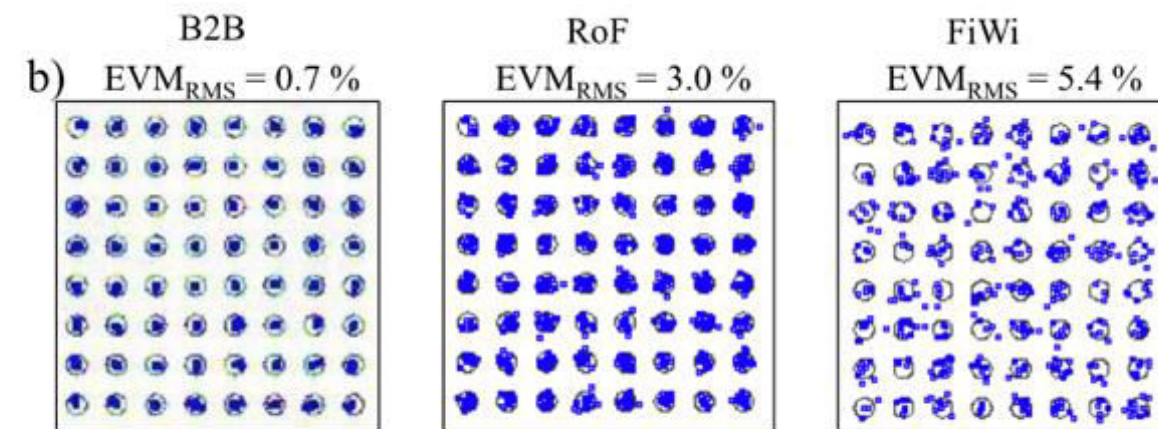 B2B RoF FiWi
b) EVM_RMS = 0.7 % EVM_RMS = 3.0 % EVM_RMS = 5.4 %